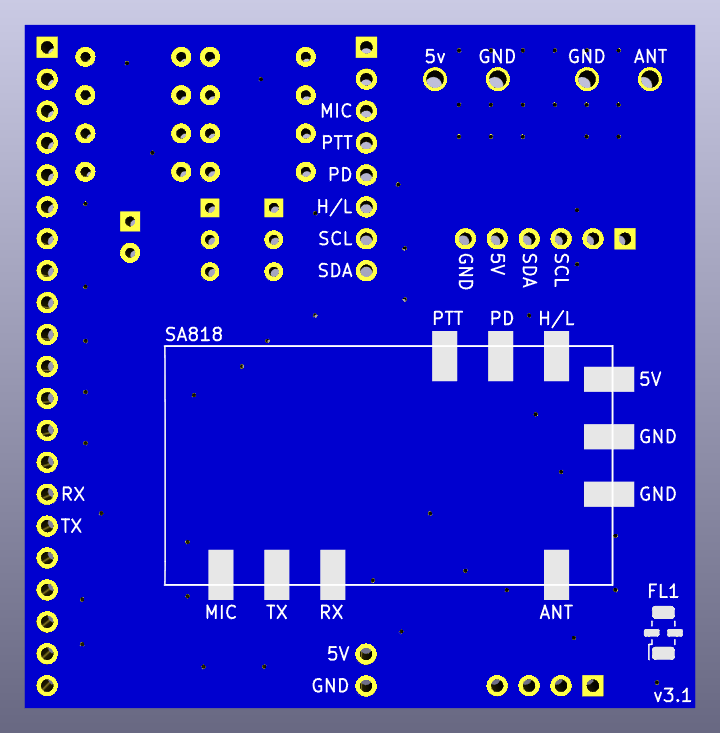 5v GND GND ANT
MIC
PTT
PD
H/L
SCL
SDA
GND 5V SDA SCL
PTT PD H/L
SA818
5V
GND
GND
RX
TX
MIC TX RX ANT
FL1
5V
GND
v3.1